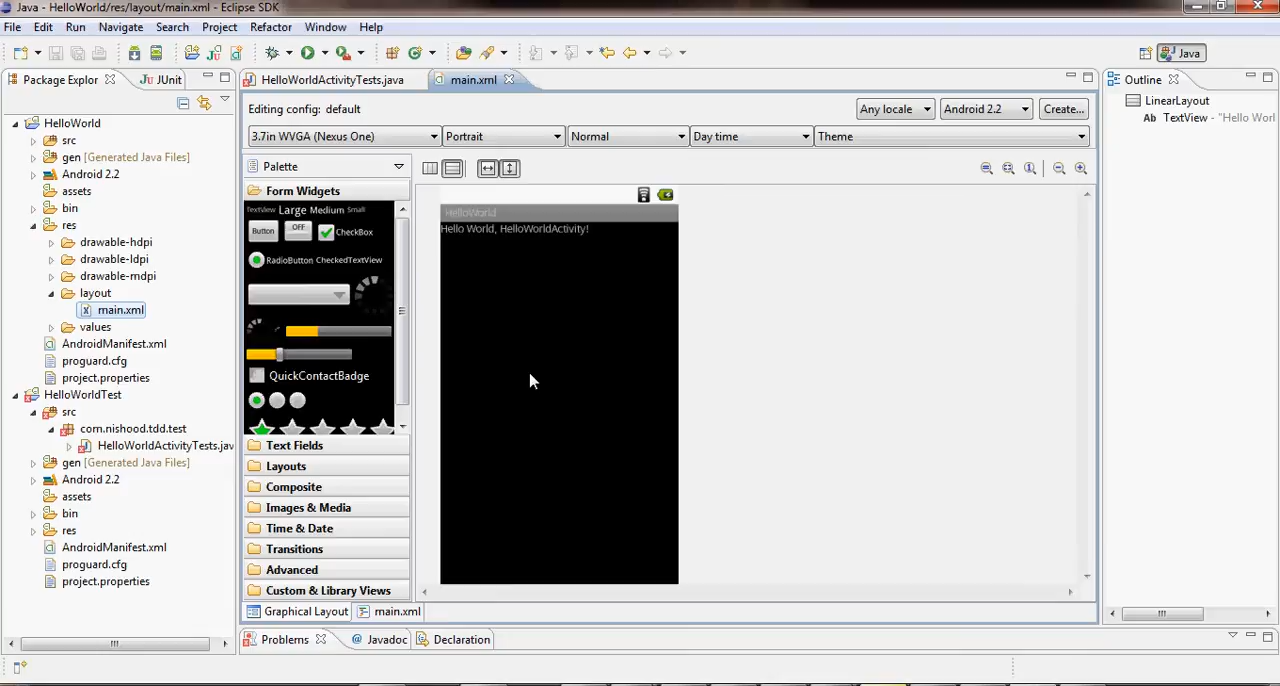 Java - HelloWorld/res/layout/main.xml - Eclipse SDK
File Edit Run Navigate Search Project Refactor Window Help
Java
Package Explor
JUnit
HelloWorldActivityTests.java
main.xml
Outline
HelloWorld
src
gen [Generated Java Files]
Android 2.2
assets
bin
res
drawable-hdpi
drawable-ldpi
drawable-mdpi
layout
main.xml
values
AndroidManifest.xml
proguard.cfg
project.properties
HelloWorldTest
src
com.nishood.tdd.test
HelloWorldActivityTests.jav
gen [Generated Java Files]
Android 2.2
assets
bin
res
AndroidManifest.xml
proguard.cfg
project.properties
Editing config: default
Any locale
Android 2.2
Create...
3.7in WVGA (Nexus One)
Portrait
Normal
Day time
Theme
Palette
Form Widgets
TextView Large Medium Small
Button
OFF
CheckBox
RadioButton CheckedTextView
QuickContactBadge
Text Fields
Layouts
Composite
Images & Media
Time & Date
Transitions
Advanced
Custom & Library Views
HelloWorld
Hello World, HelloWorldActivity!
Graphical Layout
main.xml
LinearLayout
Ab TextView - "Hello Worl
Problems
@ Javadoc
Declaration